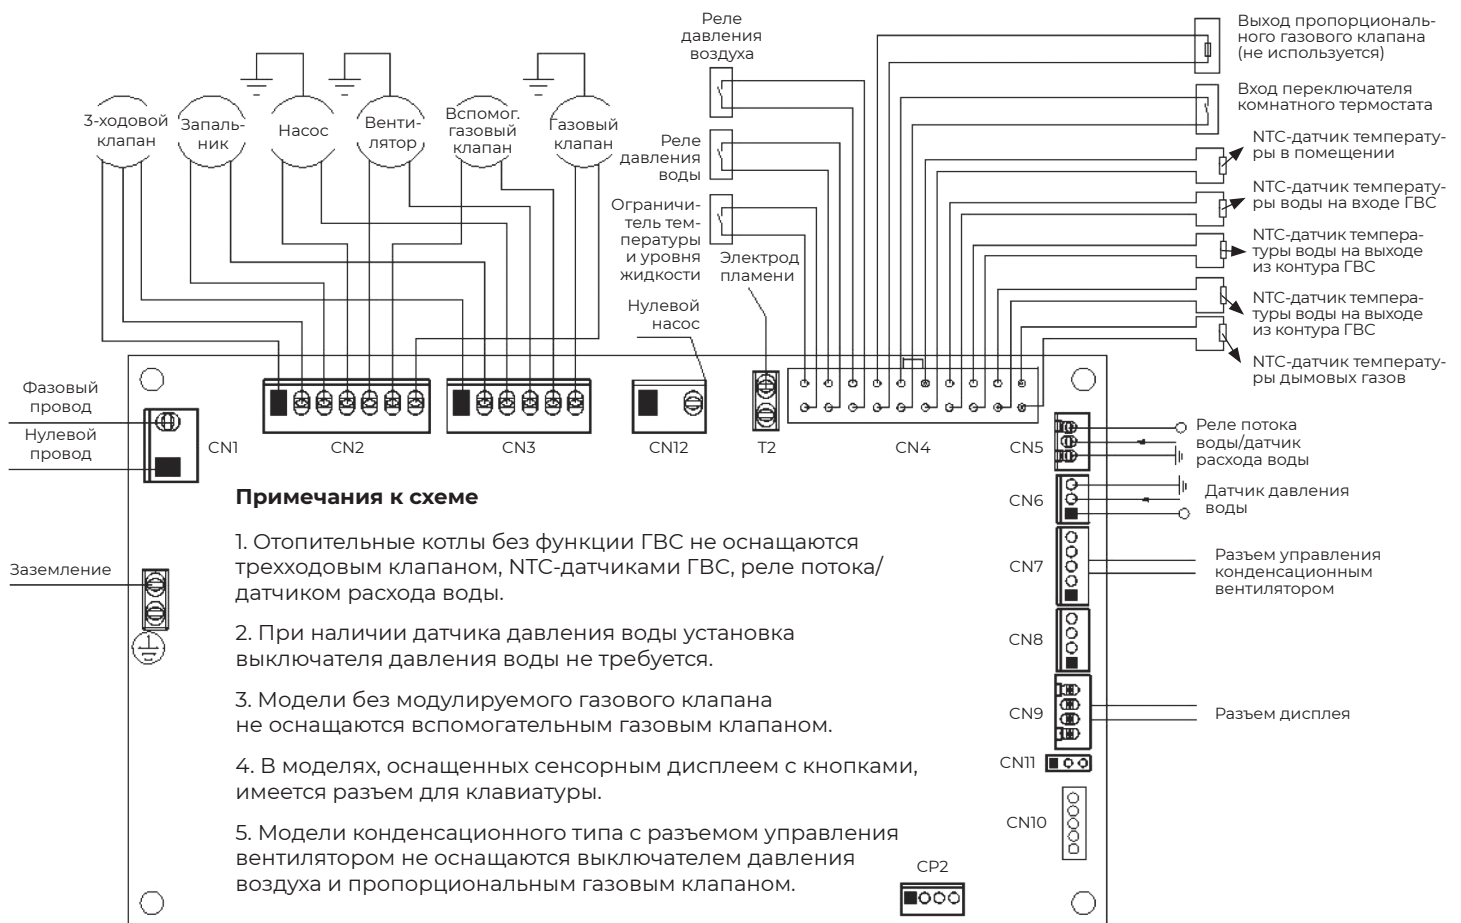 Реле
давления
воздуха
Выход пропорциональ-
ного газового клапана
(не используется)
Вход переключателя
комнатного термостата
3-ходовой
клапан
Запаль-
ник
Насос
Венти-
лятор
Вспомог.
газовый
клапан
Газовый
клапан
Реле
давления
воды
Ограничи-
тель тем-
пературы
и уровня
жидкости
Электрод
пламени
Нулевой
насос
NTC-датчик температу-
ры в помещении
NTC-датчик температу-
ры воды на входе ГВС
NTC-датчик темпера-
туры воды на выходе
из контура ГВС
NTC-датчик темпера-
туры воды на выходе
из контура ГВС
NTC-датчик температу-
ры дымовых газов
Фазовый
провод
Нулевой
провод
CN1
CN2
CN3
CN12
T2
CN4
CN5
Реле потока
воды/датчик
расхода воды
CN6
Датчик давления
воды
CN7
Разъем управления
конденсационным
вентилятором
CN8
CN9
Разъем дисплея
CN11
CN10
CP2
Заземление
Примечания к схеме
1. Отопительные котлы без функции ГВС не оснащаются
трехходовым клапаном, NTC-датчиками ГВС, реле потока/
датчиком расхода воды.
2. При наличии датчика давления воды установка
выключателя давления воды не требуется.
3. Модели без модулируемого газового клапана
не оснащаются вспомогательным газовым клапаном.
4. В моделях, оснащенных сенсорным дисплеем с кнопками,
имеется разъем для клавиатуры.
5. Модели конденсационного типа с разъемом управления
вентилятором не оснащаются выключателем давления
воздуха и пропорциональным газовым клапаном.